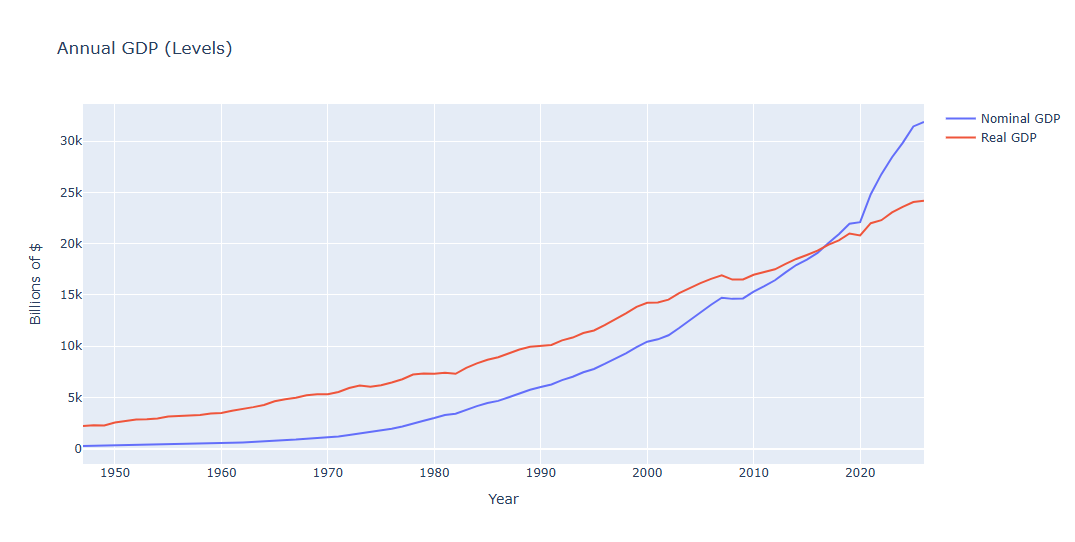 Annual GDP (Levels)
Nominal GDP
Real GDP
30k
25k
20k
15k
10k
5k
0
Billions of $
1950 1960 1970 1980 1990 2000 2010 2020
Year